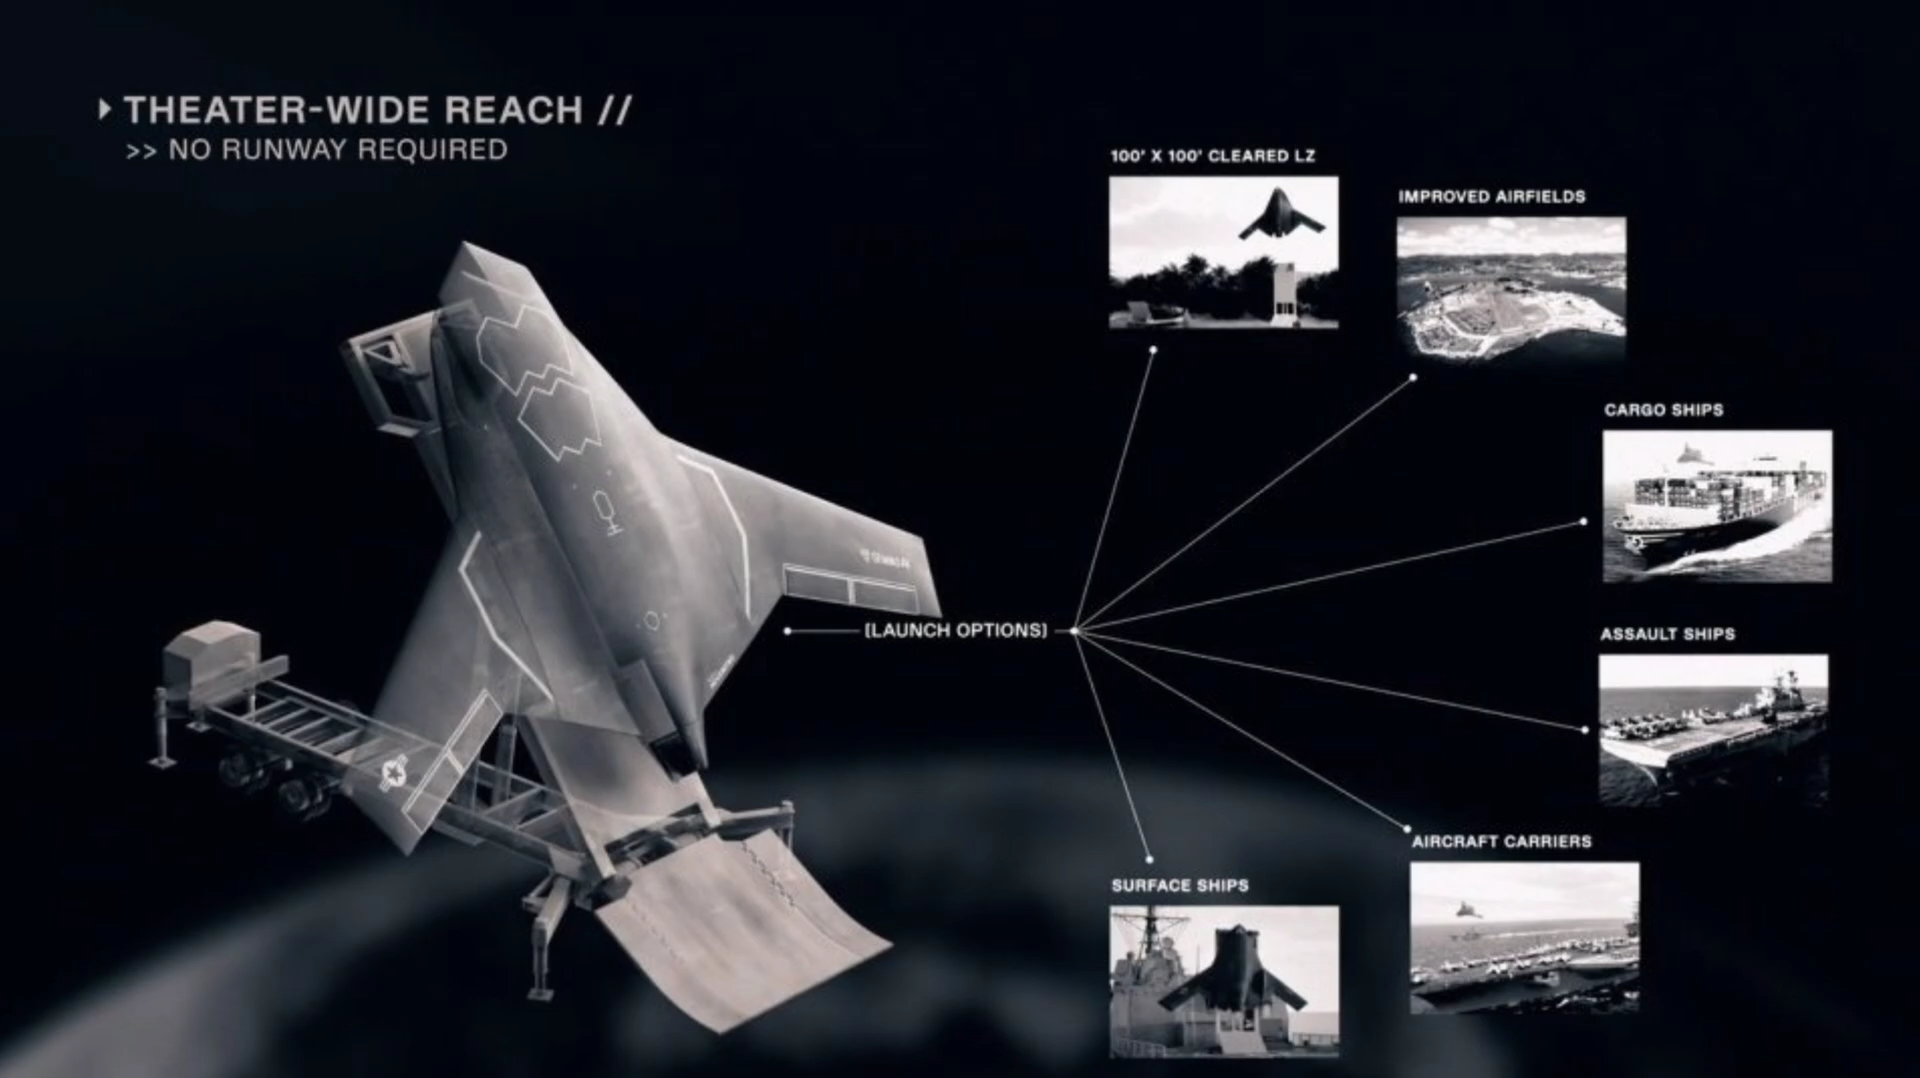 THEATER-WIDE REACH //
>> NO RUNWAY REQUIRED
100' X 100' CLEARED LZ
IMPROVED AIRFIELDS
CARGO SHIPS
[LAUNCH OPTIONS]
ASSAULT SHIPS
AIRCRAFT CARRIERS
SURFACE SHIPS